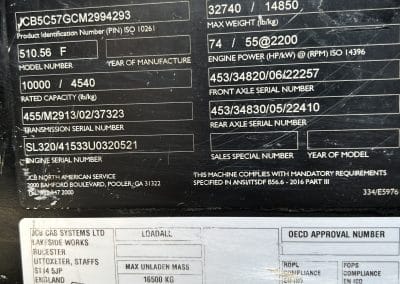 JCB5C57GCM2994293
Product Identification Number (PIN) ISO 10261
510.56 F
MODEL NUMBER
YEAR OF MANUFACTURE
10000 / 4540
RATED CAPACITY (lb/kg)
455/M2913/02/37323
TRANSMISSION SERIAL NUMBER
SL320/41533U0320521
ENGINE SERIAL NUMBER
JCB NORTH AMERICAN SERVICE
2000 BAMFORD BOULEVARD, POOLER, GA 31322
2000
32740 / 14850
MAX WEIGHT (lb/kg)
74 / 55@2200
ENGINE POWER (HP/kW) @ (RPM) ISO 14396
453/34820/06/22257
FRONT AXLE SERIAL NUMBER
453/34830/05/22410
REAR AXLE SERIAL NUMBER
SALES SPECIAL NUMBER
YEAR OF MODEL
THIS MACHINE COMPLIES WITH MANDATORY REQUIREMENTS
SPECIFIED IN ANSI/ITSDF B56.6 - 2016 PART III
334/E5976
JCB CAB SYSTEMS LTD
LAKESIDE WORKS
ROCESTER
UTTOXETER, STAFFS
ST14 5JP
ENGLAND
LOADALL
MAX UNLADEN MASS
16500 KG
OECD APPROVAL NUMBER
ROPL
COMPLIANCE
FOPS
COMPLIANCE